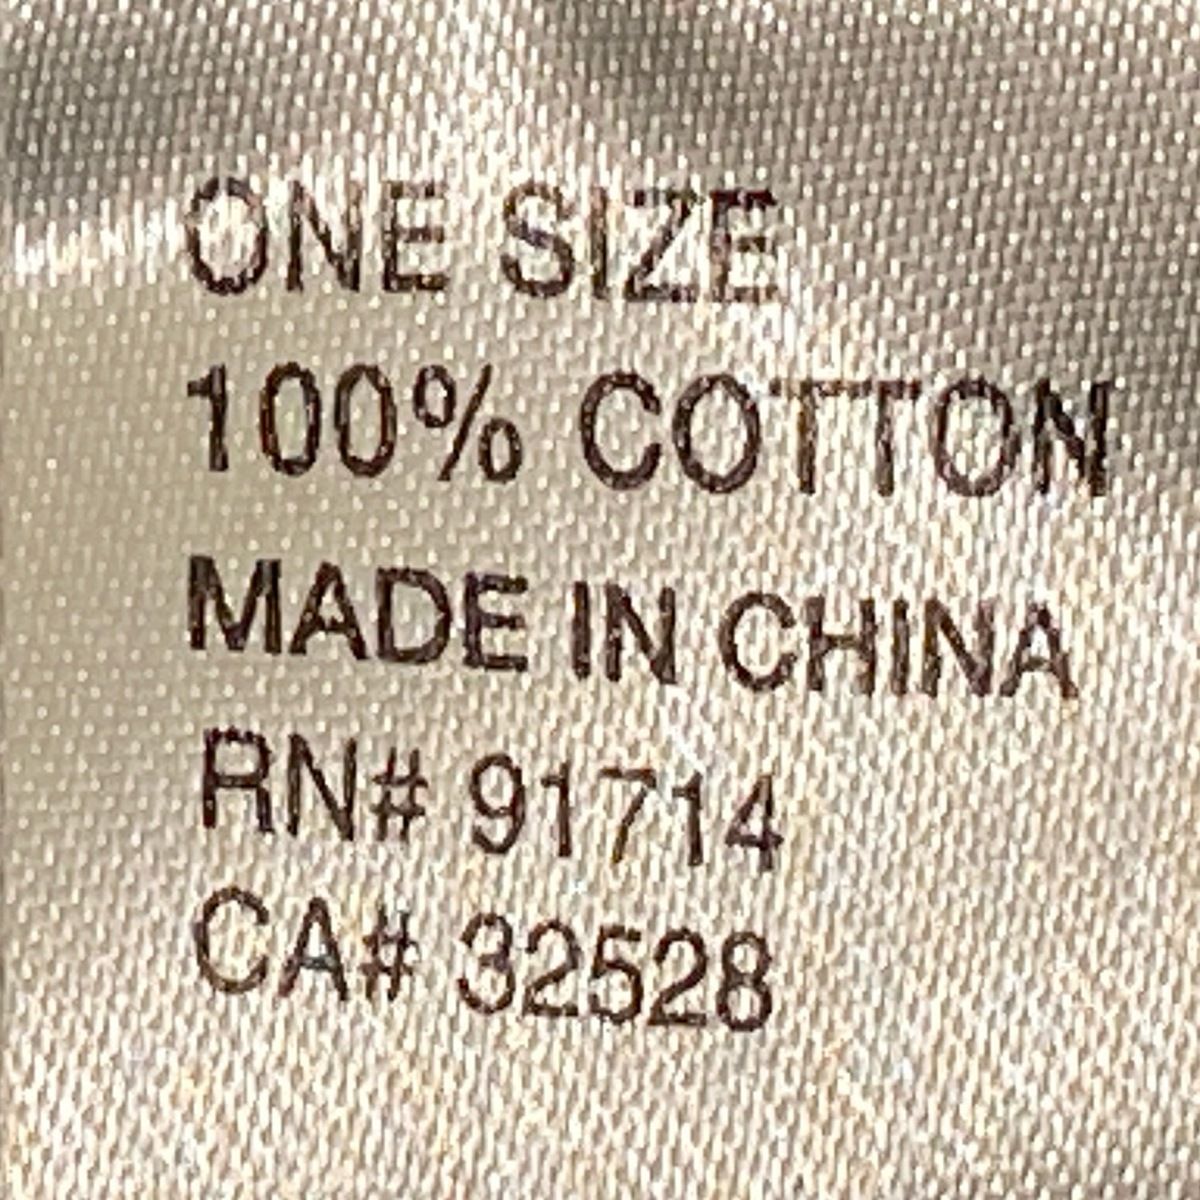 ONE SIZE
100% COTTON
MADE IN CHINA
RN# 91714
CA# 32528